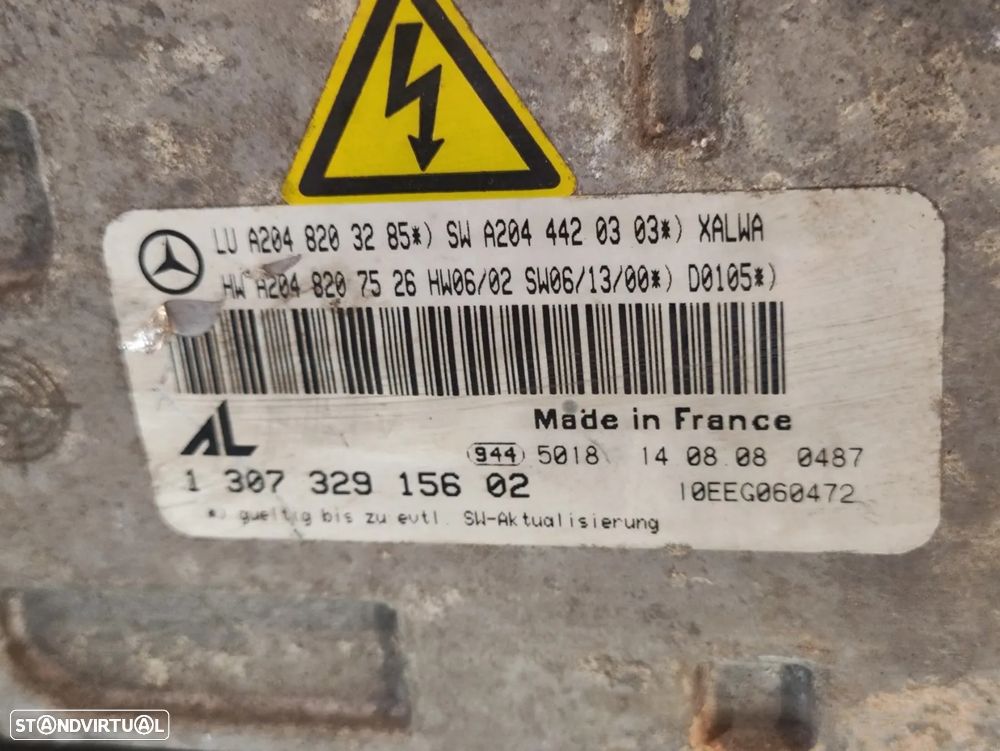 LU A204 820 32 85*) SW A204 442 03 03*) XALWA
HW A204 820 75 26 HW06/02 SW06/13/00*) D0105*)
AL
Made in France
944 5018 14 08 08 0487
1 307 329 156 02
10EEG060472
*) gueltig bis zu evtl. SW-Aktualisierung
STANDVIRTUAL